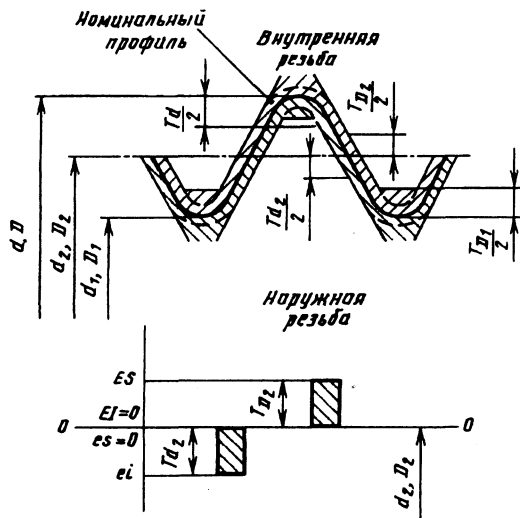 Номинальный
профиль
Внутренняя
резьба
Td/2
TD₂/2
Td₂/2
TD₁/2
d, D
d₂, D₂
d₁, D₁
Наружная
резьба
ES
EI=0
TD₂
0
0
es=0
Td₂
ei
d₂, D₂